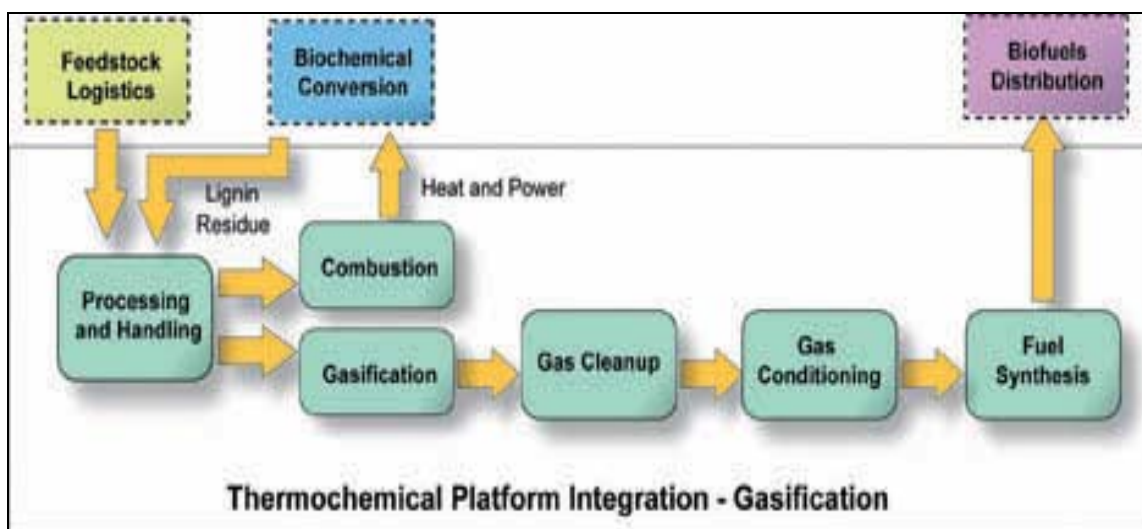 Feedstock
Logistics
Biochemical
Conversion
Biofuels
Distribution
Lignin
Residue
Heat and Power
Processing
and Handling
Combustion
Gasification
Gas Cleanup
Gas
Conditioning
Fuel
Synthesis
Thermochemical Platform Integration - Gasification